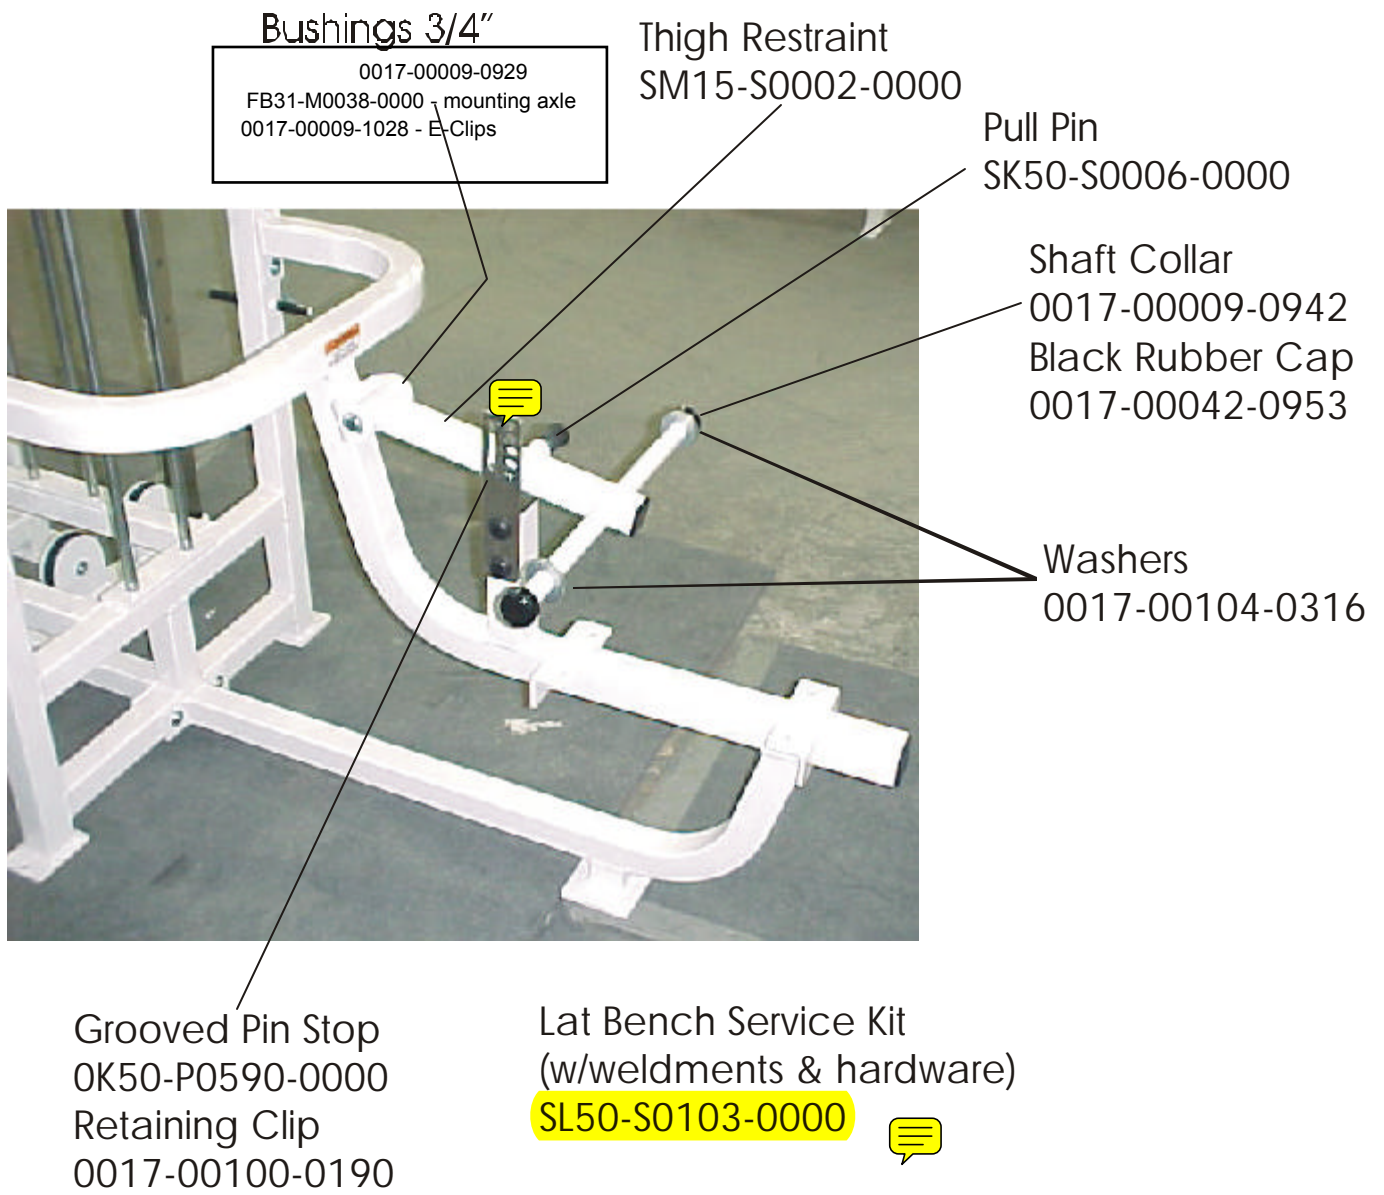 Bushings 3/4"
0017-00009-0929
FB31-M0038-0000 - mounting axle
0017-00009-1028 - E-Clips
Thigh Restraint
SM15-S0002-0000
Pull Pin
SK50-S0006-0000
Shaft Collar
0017-00009-0942
Black Rubber Cap
0017-00042-0953
Washers
0017-00104-0316
Grooved Pin Stop
0K50-P0590-0000
Retaining Clip
0017-00100-0190
Lat Bench Service Kit
(w/weldments & hardware)
SL50-S0103-0000